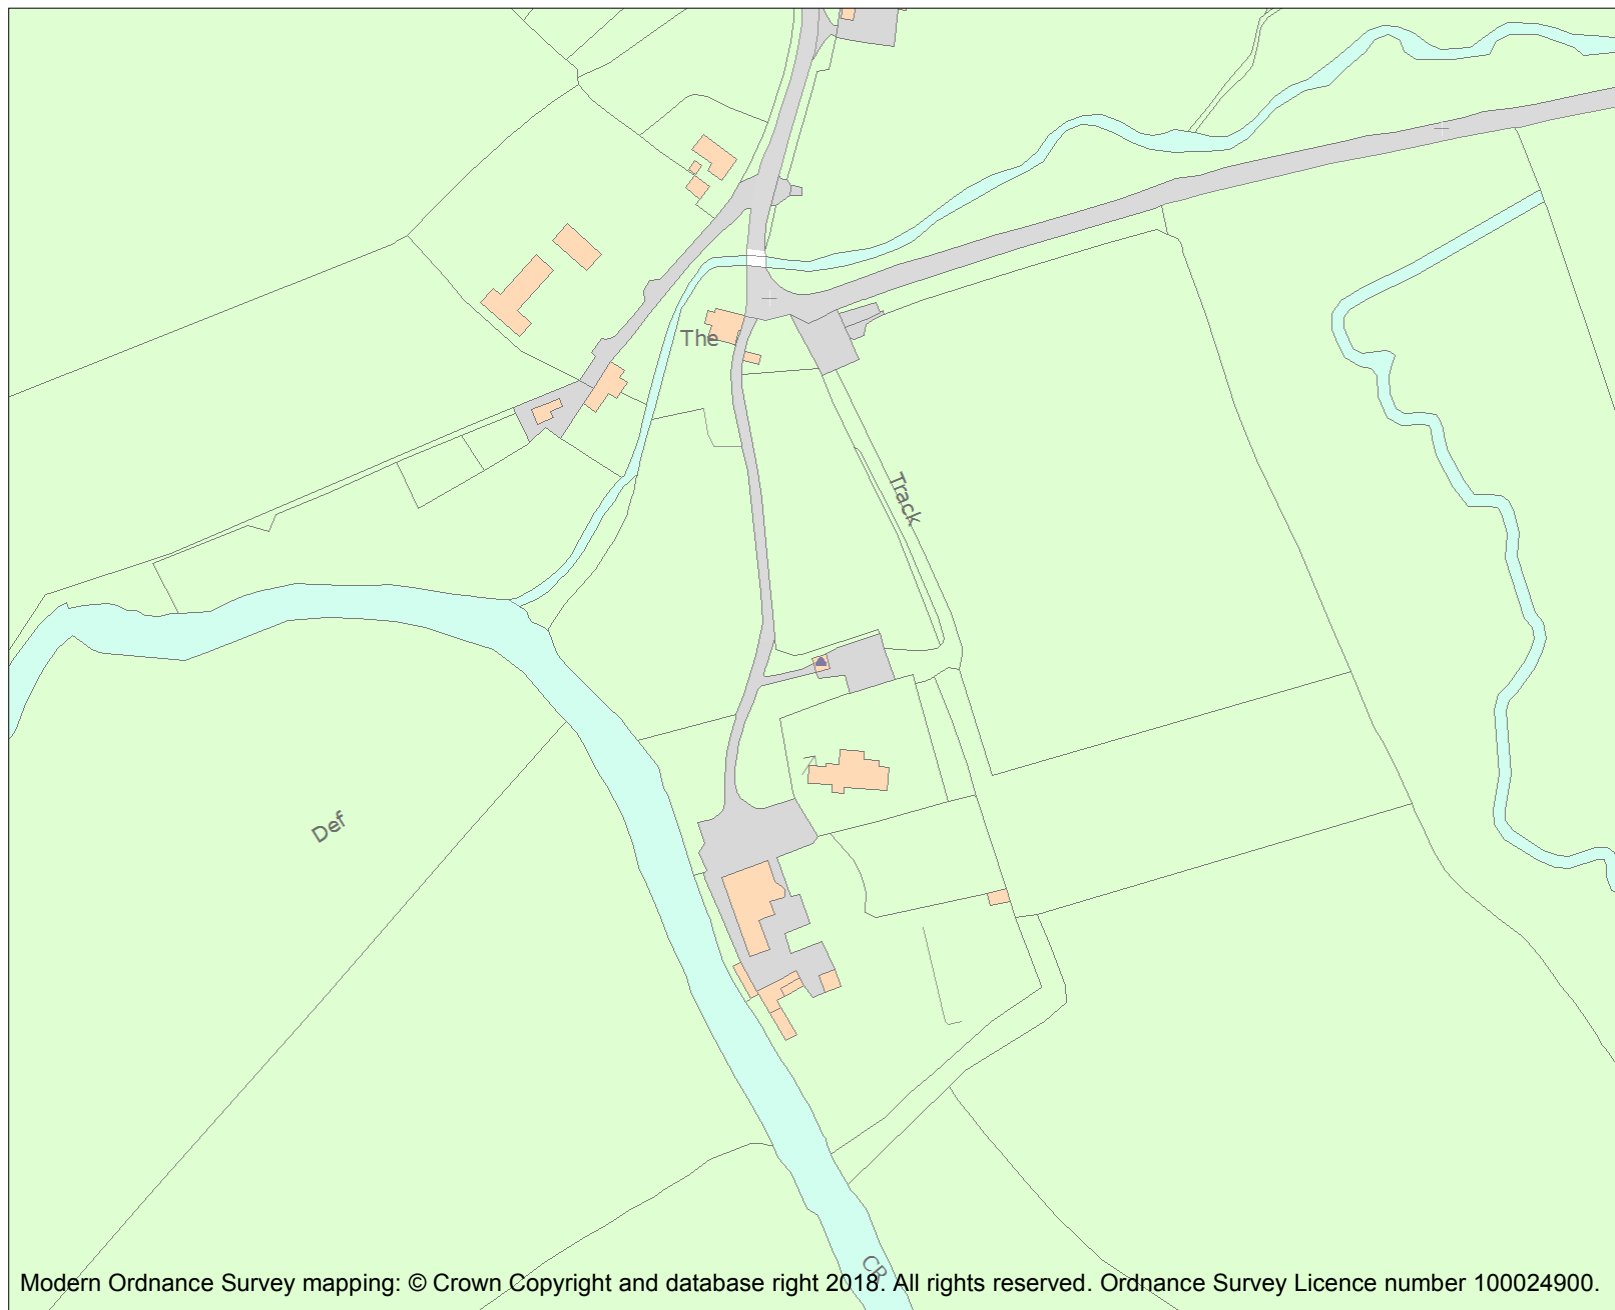 The
Track
Def
CR
Modern Ordnance Survey mapping: © Crown Copyright and database right 2018. All rights reserved. Ordnance Survey Licence number 100024900.